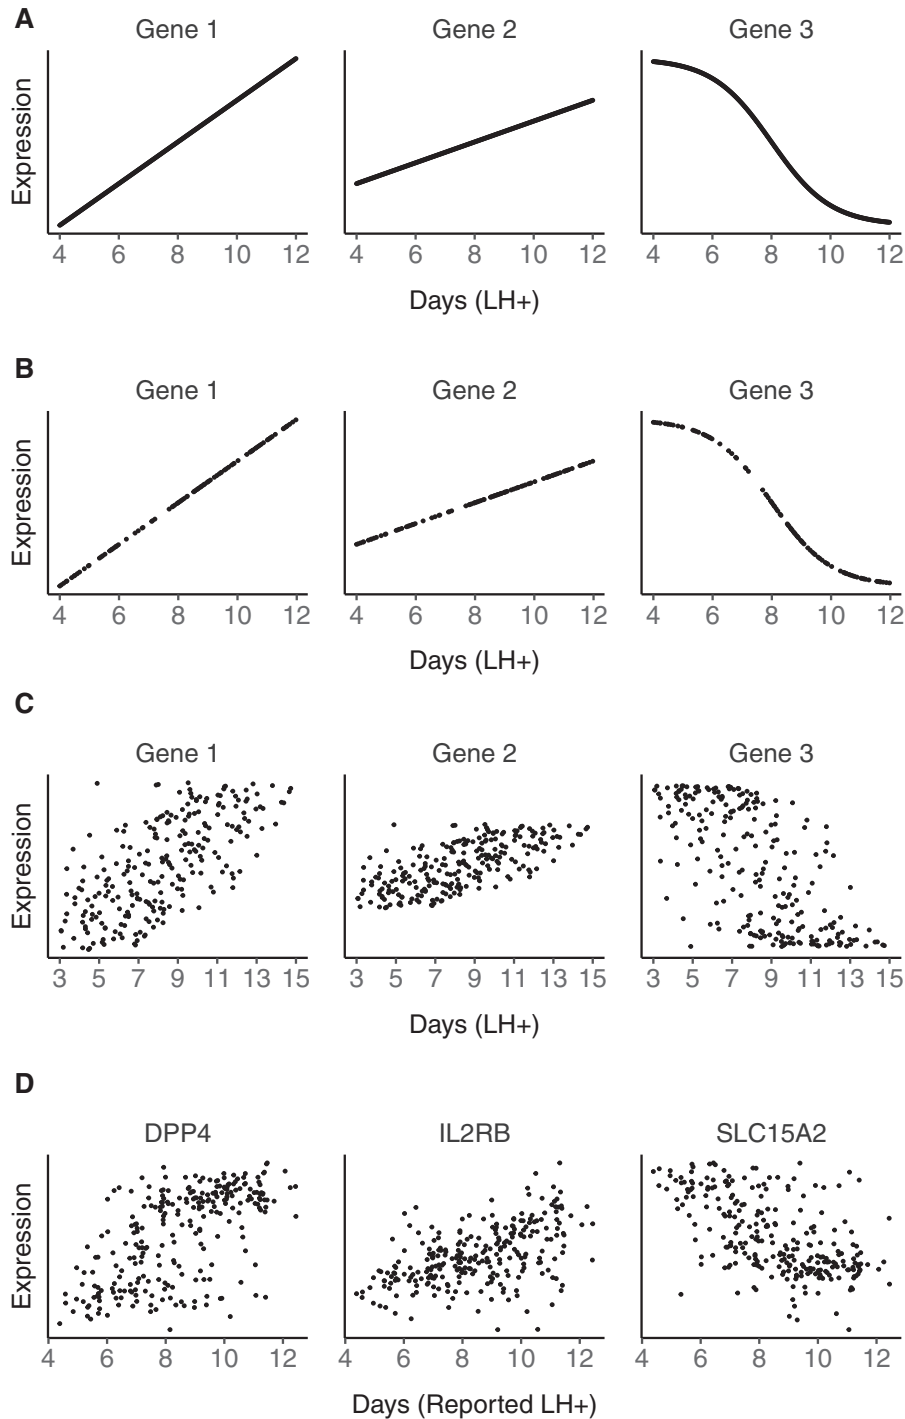 A
Gene 1 Gene 2 Gene 3
Expression
4 6 8 10 12 4 6 8 10 12 4 6 8 10 12
Days (LH+)
B
Gene 1 Gene 2 Gene 3
Expression
4 6 8 10 12 4 6 8 10 12 4 6 8 10 12
Days (LH+)
C
Gene 1 Gene 2 Gene 3
Expression
3 5 7 9 11 13 15 3 5 7 9 11 13 15 3 5 7 9 11 13 15
Days (LH+)
D
DPP4 IL2RB SLC15A2
Expression
4 6 8 10 12 4 6 8 10 12 4 6 8 10 12
Days (Reported LH+)